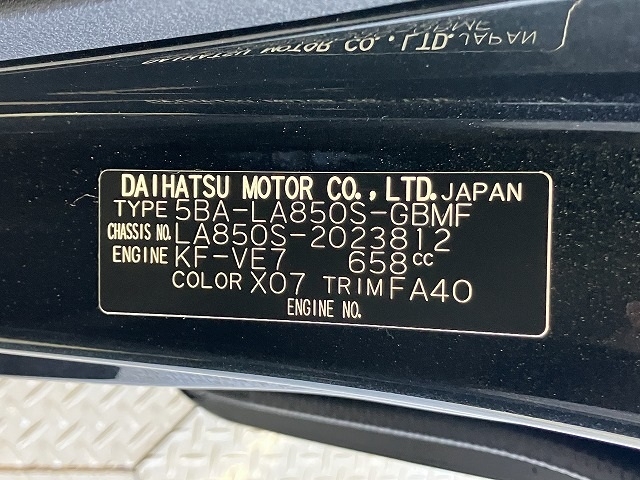 DAIHATSU MOTOR CO., LTD. JAPAN
TYPE 5BA-LA850S-GBMF
CHASSIS NO. LA850S-2023812
ENGINE KF-VE7 658cc
COLOR X07 TRIM FA40
ENGINE NO.